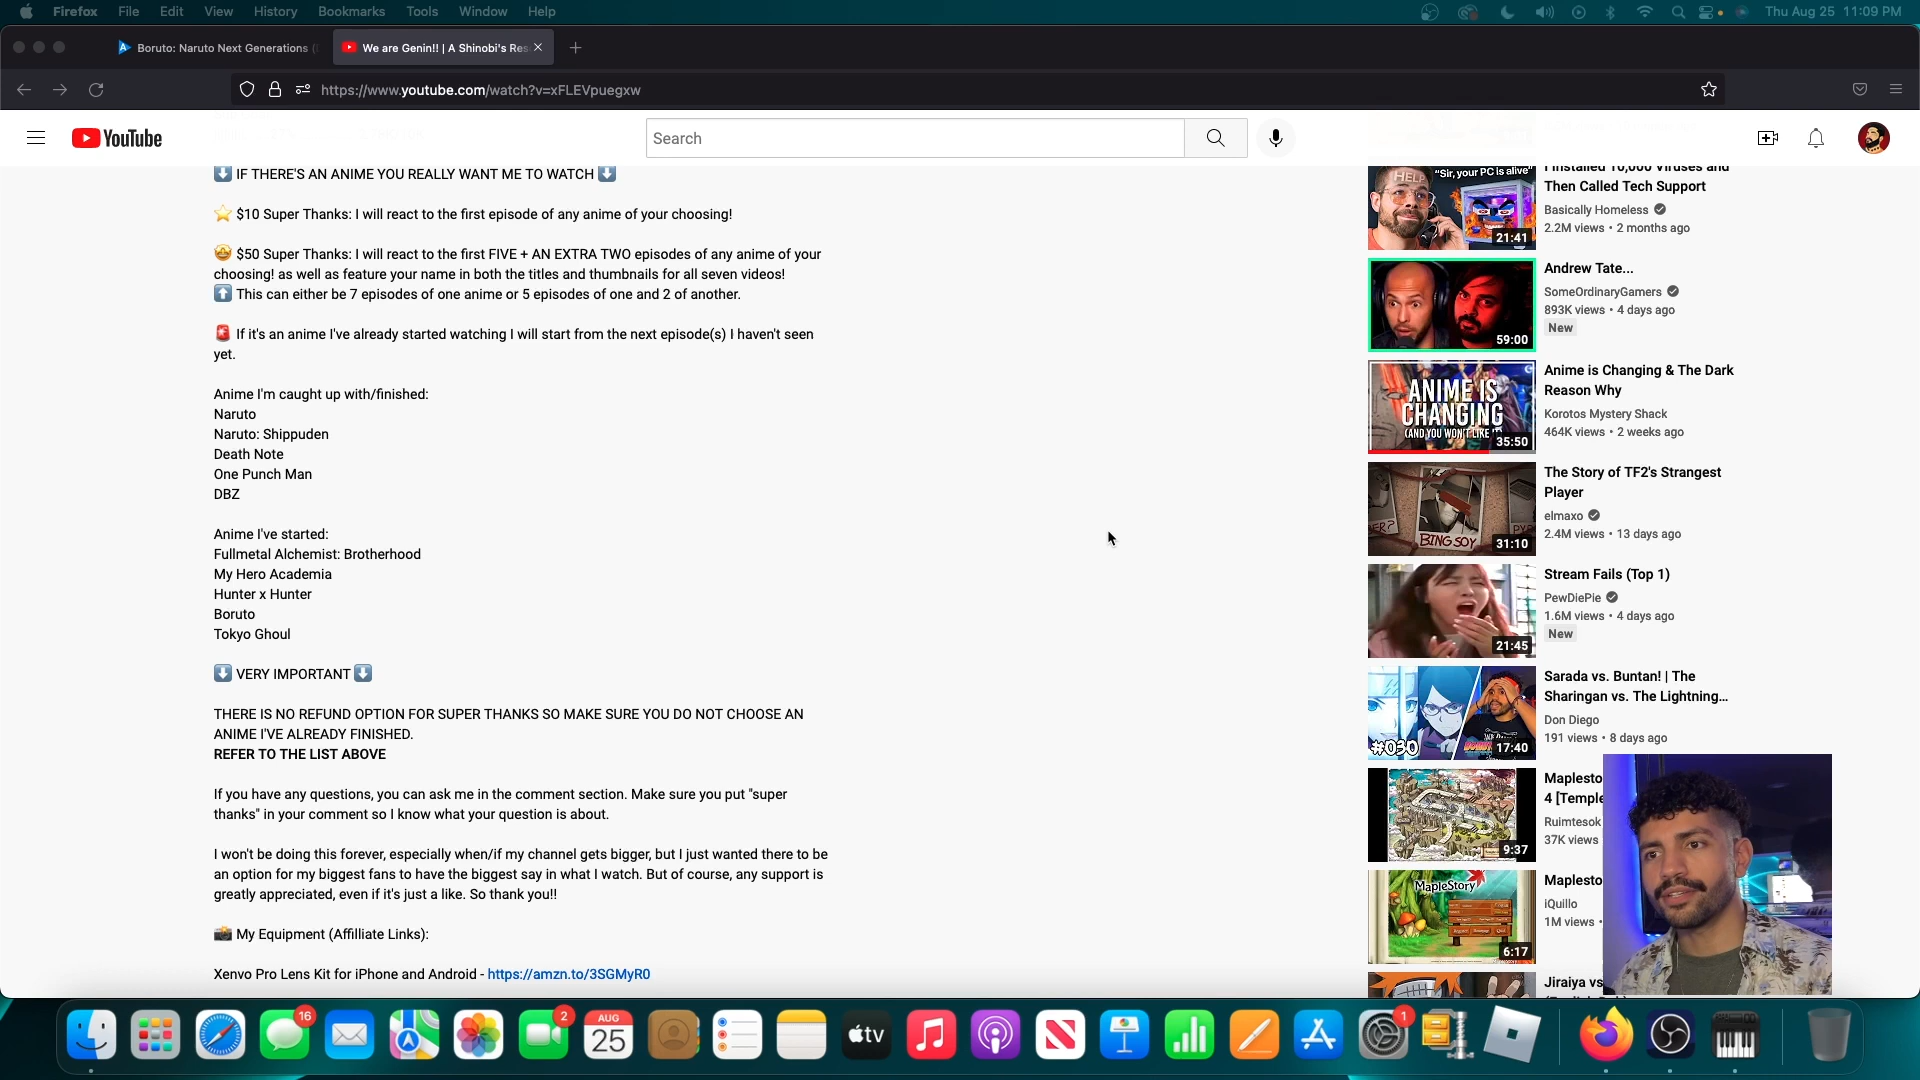 Firefox File Edit View History Bookmarks Tools Window Help
Thu Aug 25 11:09 PM
Boruto: Naruto Next Generations
We are Genin!! | A Shinobi's Res
https://www.youtube.com/watch?v=xFLEVpuegxw
YouTube
Search
IF THERE'S AN ANIME YOU REALLY WANT ME TO WATCH
$10 Super Thanks: I will react to the first episode of any anime of your choosing!
$50 Super Thanks: I will react to the first FIVE + AN EXTRA TWO episodes of any anime of your
choosing! as well as feature your name in both the titles and thumbnails for all seven videos!
This can either be 7 episodes of one anime or 5 episodes of one and 2 of another.
If it's an anime I've already started watching I will start from the next episode(s) I haven't seen
yet.
Anime I'm caught up with/finished:
Naruto
Naruto: Shippuden
Death Note
One Punch Man
DBZ
Anime I've started:
Fullmetal Alchemist: Brotherhood
My Hero Academia
Hunter x Hunter
Boruto
Tokyo Ghoul
VERY IMPORTANT
THERE IS NO REFUND OPTION FOR SUPER THANKS SO MAKE SURE YOU DO NOT CHOOSE AN
ANIME I'VE ALREADY FINISHED.
REFER TO THE LIST ABOVE
If you have any questions, you can ask me in the comment section. Make sure you put "super
thanks" in your comment so I know what your question is about.
I won't be doing this forever, especially when/if my channel gets bigger, but I just wanted there to be
an option for my biggest fans to have the biggest say in what I watch. But of course, any support is
greatly appreciated, even if it's just a like. So thank you!!
My Equipment (Affilliate Links):
Xenvo Pro Lens Kit for iPhone and Android - https://amzn.to/3SGMyR0
HELP
"Sir, your PC is alive"
21:41
I Installed 10,000 Viruses and
Then Called Tech Support
Basically Homeless
2.2M views • 2 months ago
59:00
Andrew Tate...
SomeOrdinaryGamers
893K views • 4 days ago
New
ANIME IS
CHANGING
(AND YOU WON'T LIKE
35:50
Anime is Changing & The Dark
Reason Why
Korotos Mystery Shack
464K views • 2 weeks ago
BING SOY
31:10
The Story of TF2's Strangest
Player
elmaxo
2.4M views • 13 days ago
21:45
Stream Fails (Top 1)
PewDiePie
1.6M views • 4 days ago
New
#030
17:40
Sarada vs. Buntan! | The
Sharingan vs. The Lightning...
Don Diego
191 views • 8 days ago
9:37
Maplesto
4 [Temple
Ruimtesok
37K views
MapleStory
6:17
Maplesto
iQuillo
1M views •
Jiraiya vs
16
2
AUG
25
tv
1